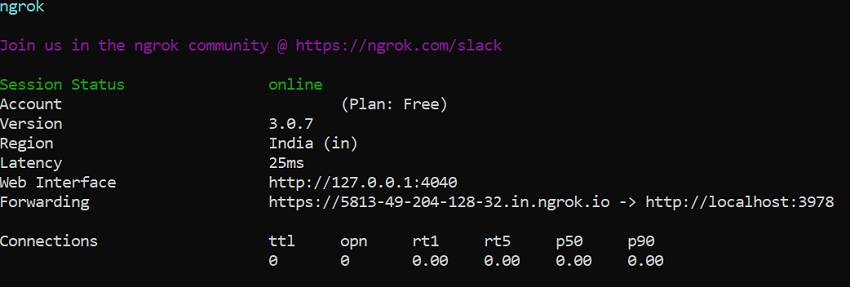 ngrok
Join us in the ngrok community @ https://ngrok.com/slack
Session Status online
Account (Plan: Free)
Version 3.0.7
Region India (in)
Latency 25ms
Web Interface http://127.0.0.1:4040
Forwarding https://5813-49-204-128-32.in.ngrok.io -> http://localhost:3978
Connections ttl opn rt1 rt5 p50 p90
0 0 0.00 0.00 0.00 0.00